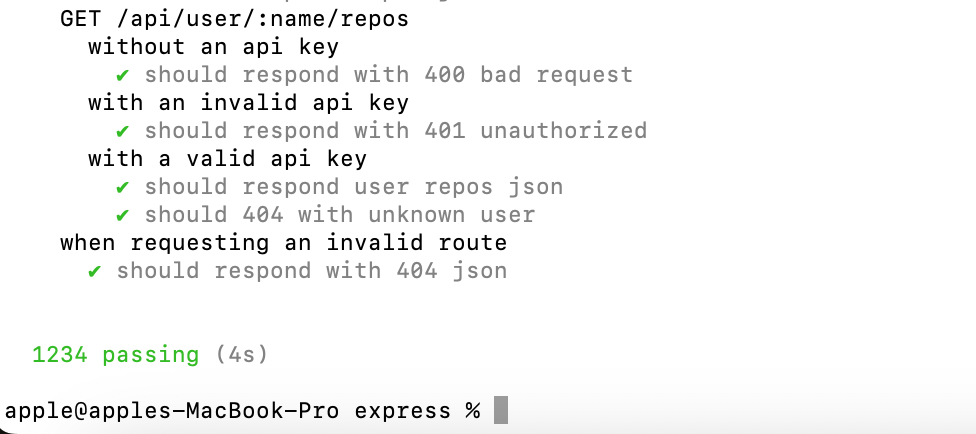 GET /api/user/:name/repos
without an api key
✔ should respond with 400 bad request
with an invalid api key
✔ should respond with 401 unauthorized
with a valid api key
✔ should respond user repos json
✔ should 404 with unknown user
when requesting an invalid route
✔ should respond with 404 json
1234 passing (4s)
apple@apples-MacBook-Pro express %